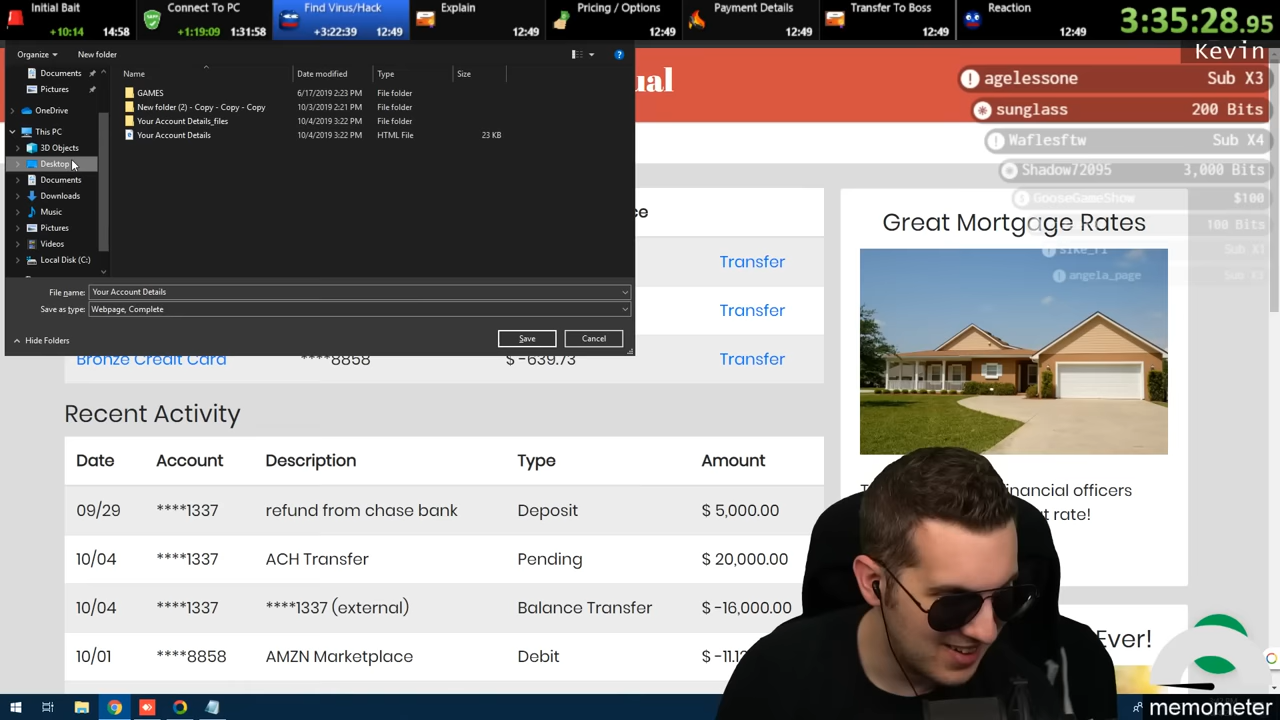 Initial Bait
+10:14 14:58
Connect To PC
+1:19:09 1:31:58
Find Virus/Hack
+3:22:39 12:49
Explain
12:49
Pricing / Options
12:49
Payment Details
12:49
Transfer To Boss
12:49
Reaction
12:49
3:35:28.95
Kevin
Organize New folder
Documents
Pictures
OneDrive
This PC
3D Objects
Desktop
Documents
Downloads
Music
Pictures
Videos
Local Disk (C:)
Name Date modified Type Size
GAMES 6/17/2019 2:23 PM File folder
New folder (2) - Copy - Copy - Copy 10/3/2019 2:21 PM File folder
Your Account Details_files 10/4/2019 3:22 PM File folder
Your Account Details 10/4/2019 3:22 PM HTML File 23 KB
File name: Your Account Details
Save as type: Webpage, Complete
Hide Folders Save Cancel
ual
agelessone Sub X3
sunglass 200 Bits
Waflesftw Sub X4
Shadow72095 3,000 Bits
GooseGameShow $100
100 Bits
angela_page
ce
Transfer
Transfer
Bronze Credit Card ****8858 $ -639.73 Transfer
Recent Activity
Date Account Description Type Amount
09/29 ****1337 refund from chase bank Deposit $ 5,000.00
10/04 ****1337 ACH Transfer Pending $ 20,000.00
10/04 ****1337 ****1337 (external) Balance Transfer $ -16,000.00
10/01 ****8858 AMZN Marketplace Debit $ -11.1
Great Mortgage Rates
T inancial officers
t rate!
Ever!
memometer